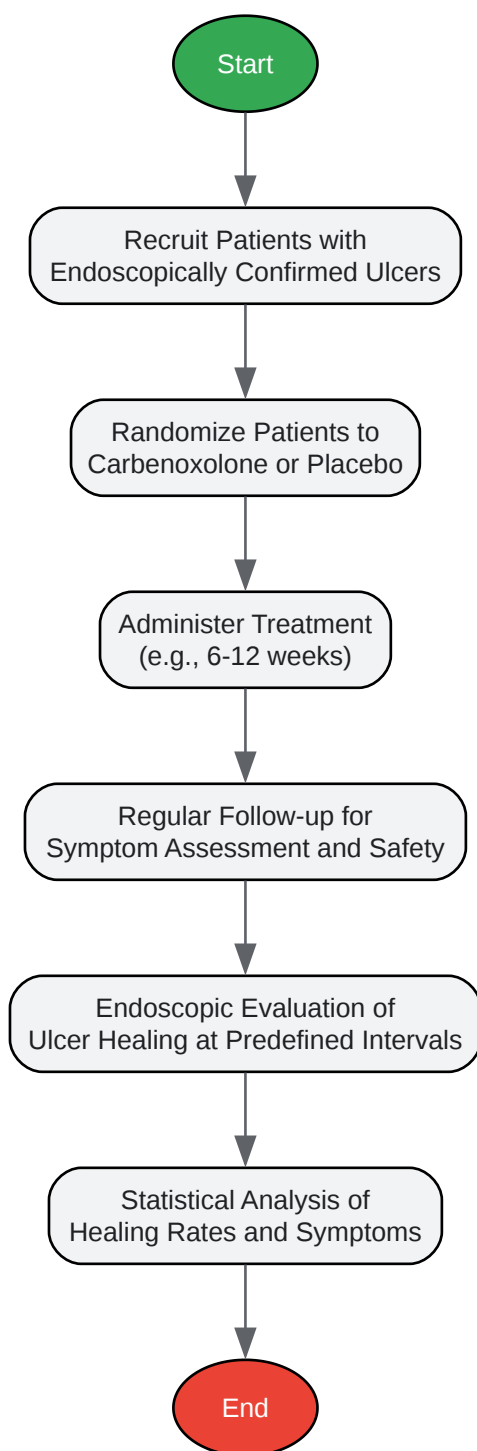 Start
Recruit Patients with
Endoscopically Confirmed Ulcers
Randomize Patients to
Carbenoxolone or Placebo
Administer Treatment
(e.g., 6-12 weeks)
Regular Follow-up for
Symptom Assessment and Safety
Endoscopic Evaluation of
Ulcer Healing at Predefined Intervals
Statistical Analysis of
Healing Rates and Symptoms
End